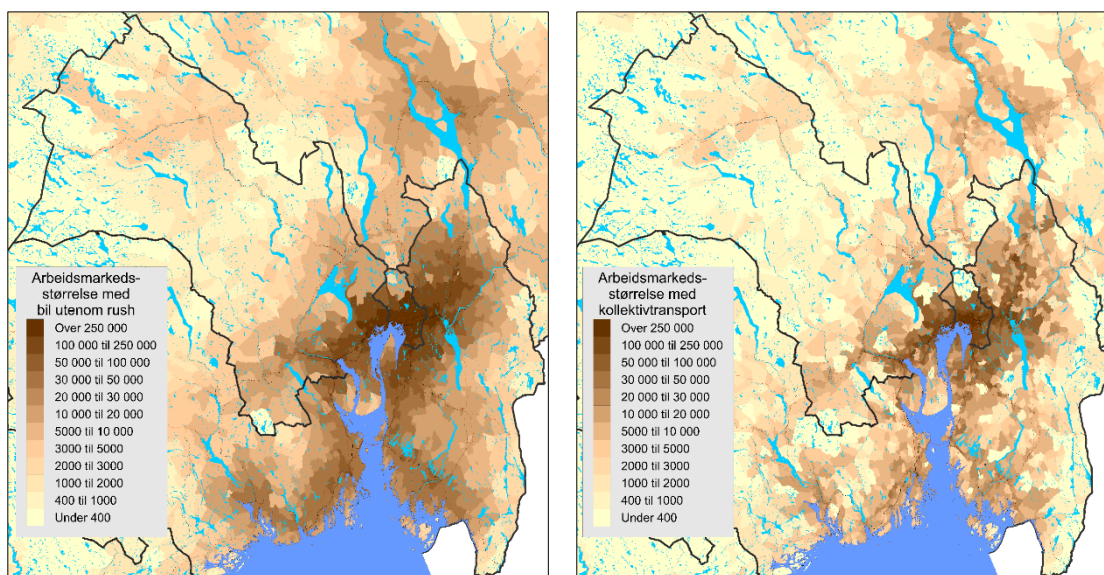 Arbeidsmarkeds-
størrelse med
bil utenom rush
Over 250 000
100 000 til 250 000
50 000 til 100 000
30 000 til 50 000
20 000 til 30 000
10 000 til 20 000
5000 til 10 000
3000 til 5000
2000 til 3000
1000 til 2000
400 til 1000
Under 400
Arbeidsmarkeds-
størrelse med
kollektivtransport
Over 250 000
100 000 til 250 000
50 000 til 100 000
30 000 til 50 000
20 000 til 30 000
10 000 til 20 000
5000 til 10 000
3000 til 5000
2000 til 3000
1000 til 2000
400 til 1000
Under 400